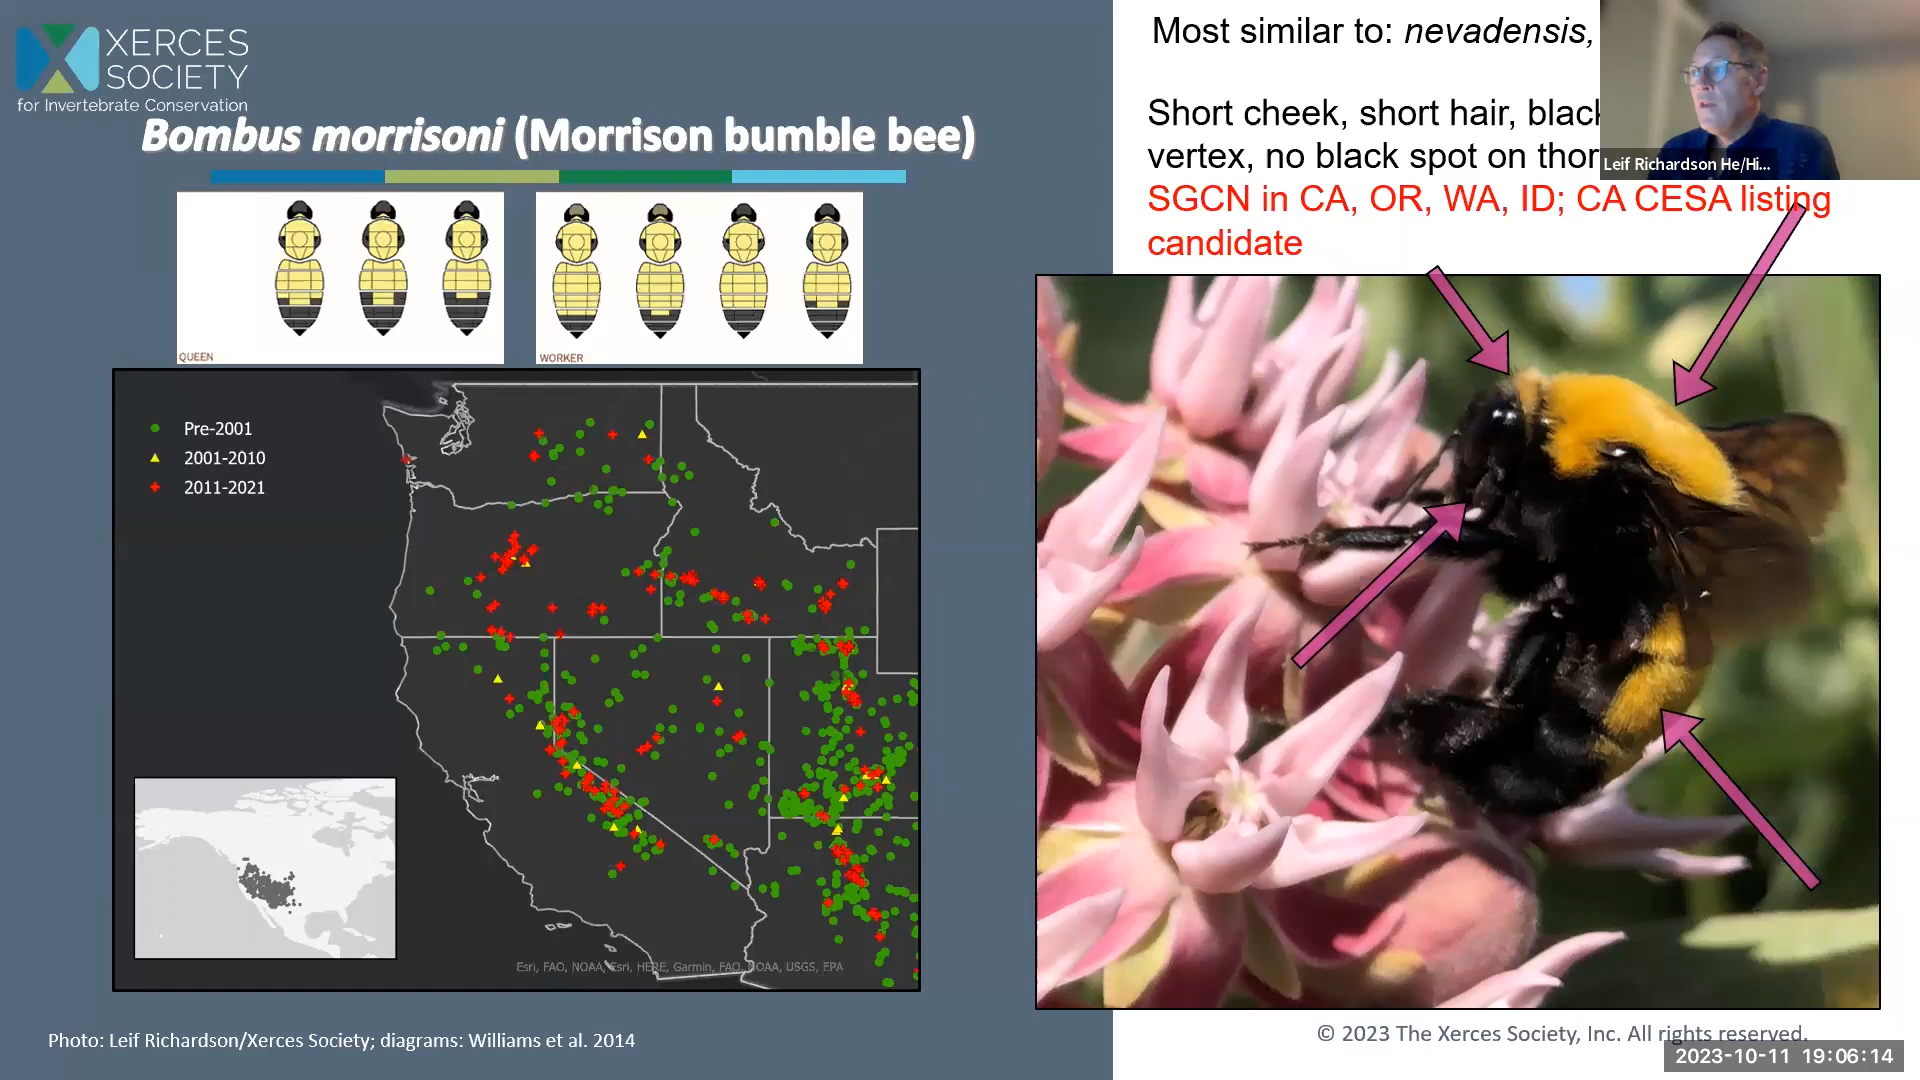 XERCES
SOCIETY
for Invertebrate Conservation
Bombus morrisoni (Morrison bumble bee)
QUEEN
WORKER
Pre-2001
2001-2010
2011-2021
Esri, FAO, NOAA, Esri, HERE, Garmin, FAO, NOAA, USGS, EPA
Photo: Leif Richardson/Xerces Society; diagrams: Williams et al. 2014
Most similar to: nevadensis,
Short cheek, short hair, black
vertex, no black spot on
SGCN in CA, OR, WA, ID; CA CESA listing
candidate
Leif Richardson He/Hi...
© 2023 The Xerces Society, Inc. All rights reserved.
2023-10-11 19:06:14